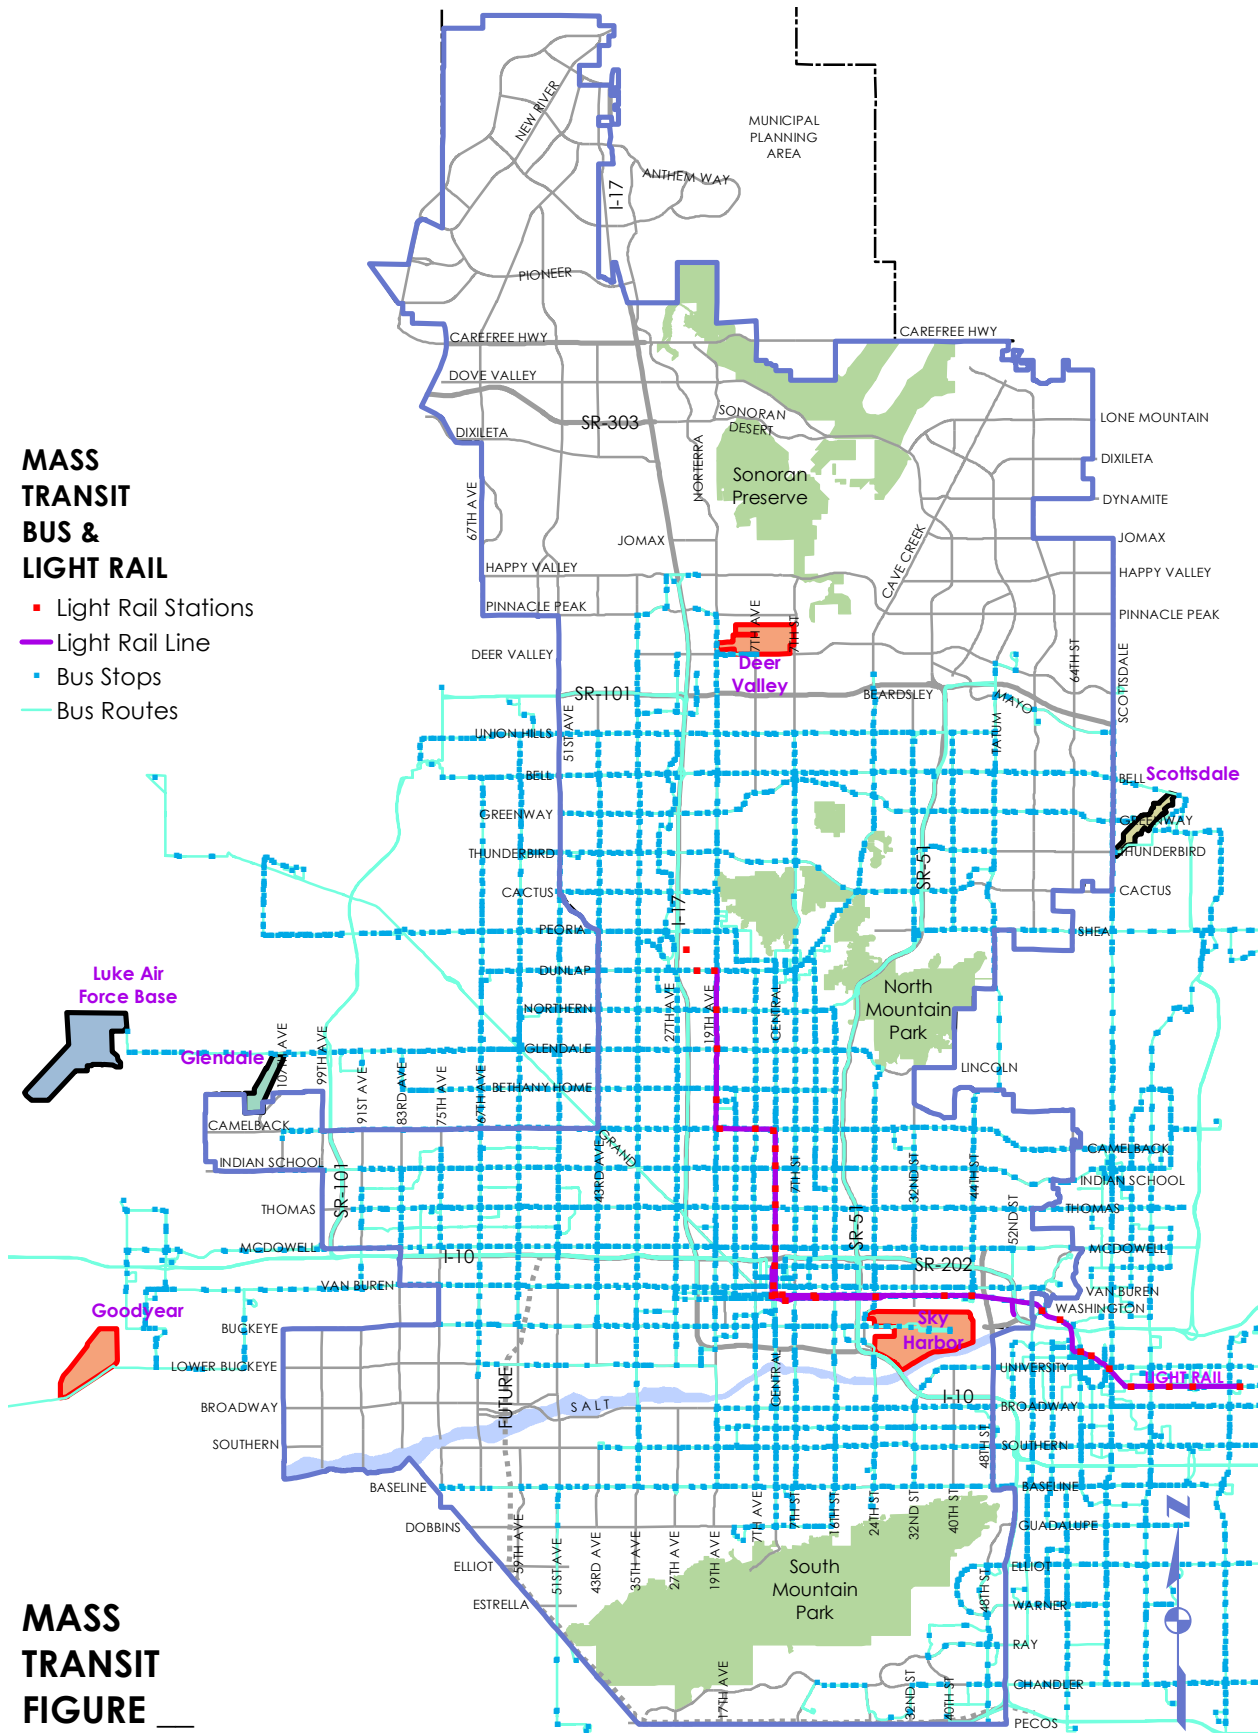 MUNICIPAL
PLANNING
AREA
NEW RIVER
ANTHEM WAY
I-17
PIONEER
CAREFREE HWY
CAREFREE HWY
DOVE VALLEY
SR-303
SONORAN
DESERT
LONE MOUNTAIN
DIXILETA
DIXILETA
NORTERRA
Sonoran
Preserve
67TH AVE
DYNAMITE
JOMAX
JOMAX
CAVE CREEK
HAPPY VALLEY
HAPPY VALLEY
PINNACLE PEAK
PINNACLE PEAK
MASS
TRANSIT
BUS &
LIGHT RAIL
Light Rail Stations
Light Rail Line
Bus Stops
Bus Routes
7TH AVE
7TH ST
DEER VALLEY
Deer
Valley
64TH ST
SCOTTSDALE
SR-101
BEARDSLEY
MAYO
51ST AVE
UNION HILLS
TATUM
BELL
BELL
Scottsdale
GREENWAY
GREENWAY
THUNDERBIRD
THUNDERBIRD
SR-51
CACTUS
CACTUS
I-17
PEORIA
SHEA
DUNLAP
Luke Air
Force Base
North
Mountain
Park
NORTHERN
27TH AVE
19TH AVE
CENTRAL
GLENDALE
Glendale
107TH AVE
99TH AVE
91ST AVE
83RD AVE
75TH AVE
67TH AVE
BETHANY HOME
LINCOLN
CAMELBACK
GRAND
CAMELBACK
INDIAN SCHOOL
INDIAN SCHOOL
SR-101
43RD AVE
7TH ST
32ND ST
44TH ST
52ND ST
THOMAS
THOMAS
SR-51
MCDOWELL
MCDOWELL
I-10
SR-202
VAN BUREN
VAN BUREN
WASHINGTON
Goodyear
Sky
Harbor
BUCKEYE
LOWER BUCKEYE
UNIVERSITY
LIGHT RAIL
FUTURE
CENTRAL
I-10
SALT
BROADWAY
BROADWAY
SOUTHERN
SOUTHERN
48TH ST
BASELINE
BASELINE
7TH AVE
7TH ST
16TH ST
24TH ST
32ND ST
40TH ST
N
DOBBINS
GUADALUPE
59TH AVE
51ST AVE
43RD AVE
35TH AVE
27TH AVE
19TH AVE
ELLIOT
ELLIOT
South
Mountain
Park
48TH ST
ESTRELLA
WARNER
RAY
17TH AVE
32ND ST
40TH ST
CHANDLER
PECOS
MASS
TRANSIT
FIGURE __